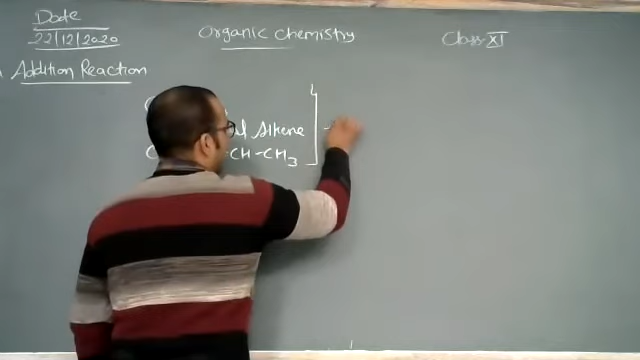 Date
22/12/2020
Organic Chemistry
Class XI
Addition Reaction
Alkene
-CH-CH3